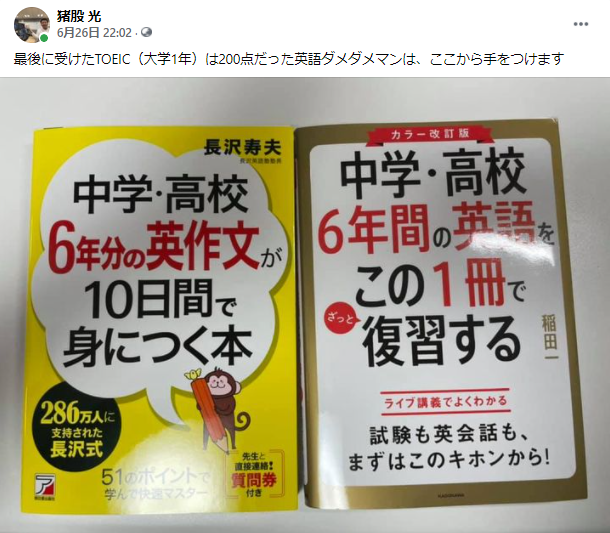 猪股 光
6月26日 22:02
最後に受けたTOEIC（大学1年）は200点だった英語ダメダメマンは、ここから手をつけます
長沢寿夫
長沢英語塾塾長
中学・高校
6年分の英作文が
10日間で
身につく本
286万人に
支持された
長沢式
51のポイントで
学んで快適マスター
先生と
直接連絡!
質問券
付き
カラー改訂版
中学・高校
6年間の英語を
この1冊で
ざっと
復習する
稲田一
ライブ講義でよくわかる
試験も英会話も、
まずはこのキホンから!
KADOKAWA